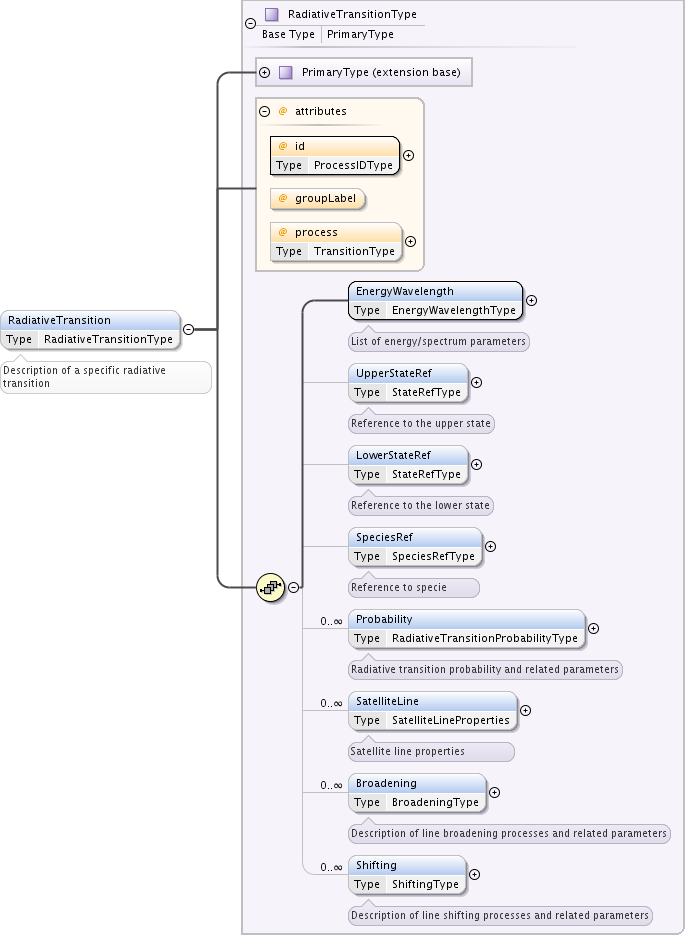 RadiativeTransitionType
Base Type PrimaryType
PrimaryType (extension base)
@ attributes
@ id
Type ProcessIDType
@ groupLabel
@ process
Type TransitionType
RadiativeTransition
Type RadiativeTransitionType
Description of a specific radiative
transition
EnergyWavelength
Type EnergyWavelengthType
List of energy/spectrum parameters
UpperStateRef
Type StateRefType
Reference to the upper state
LowerStateRef
Type StateRefType
Reference to the lower state
SpeciesRef
Type SpeciesRefType
Reference to specie
0..∞ Probability
Type RadiativeTransitionProbabilityType
Radiative transition probability and related parameters
0..∞ SatelliteLine
Type SatelliteLineProperties
Satellite line properties
0..∞ Broadening
Type BroadeningType
Description of line broadening processes and related parameters
0..∞ Shifting
Type ShiftingType
Description of line shifting processes and related parameters